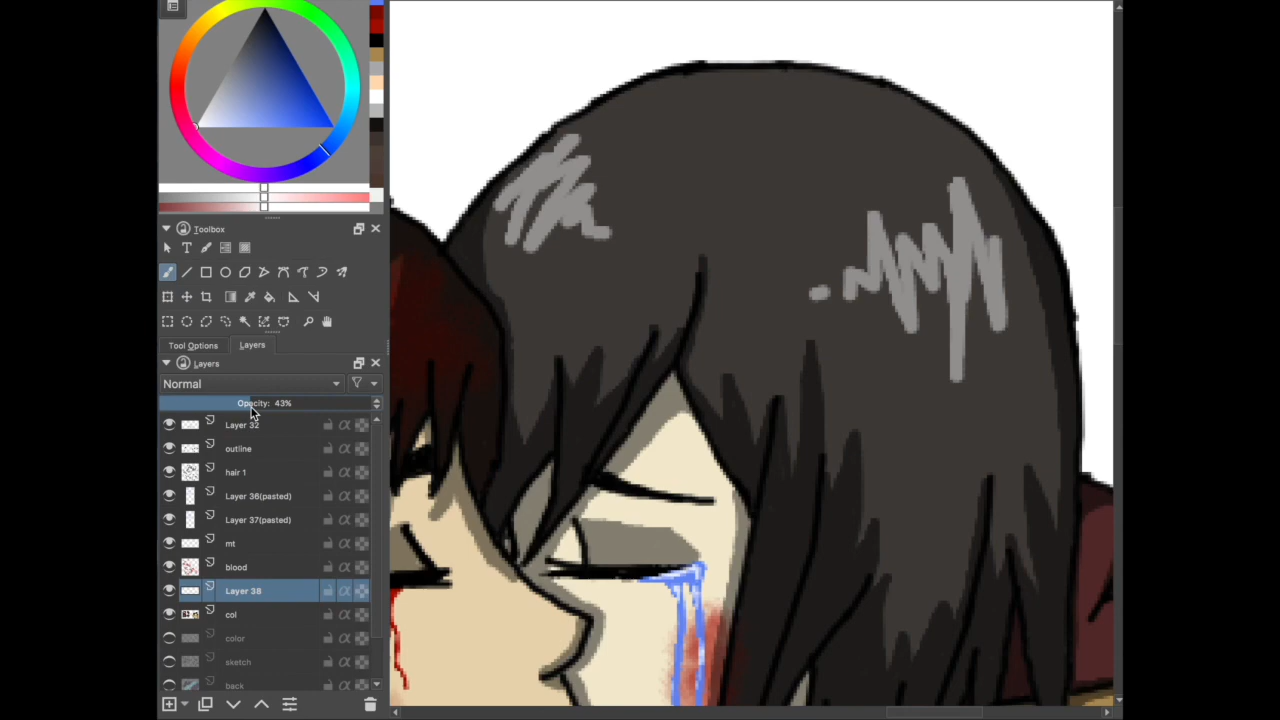 Toolbox
T
Tool Options
Layers
Layers
Normal
Opacity: 43%
Layer 32
outline
hair 1
Layer 36(pasted)
Layer 37(pasted)
mt
blood
Layer 38
col
color
sketch
back